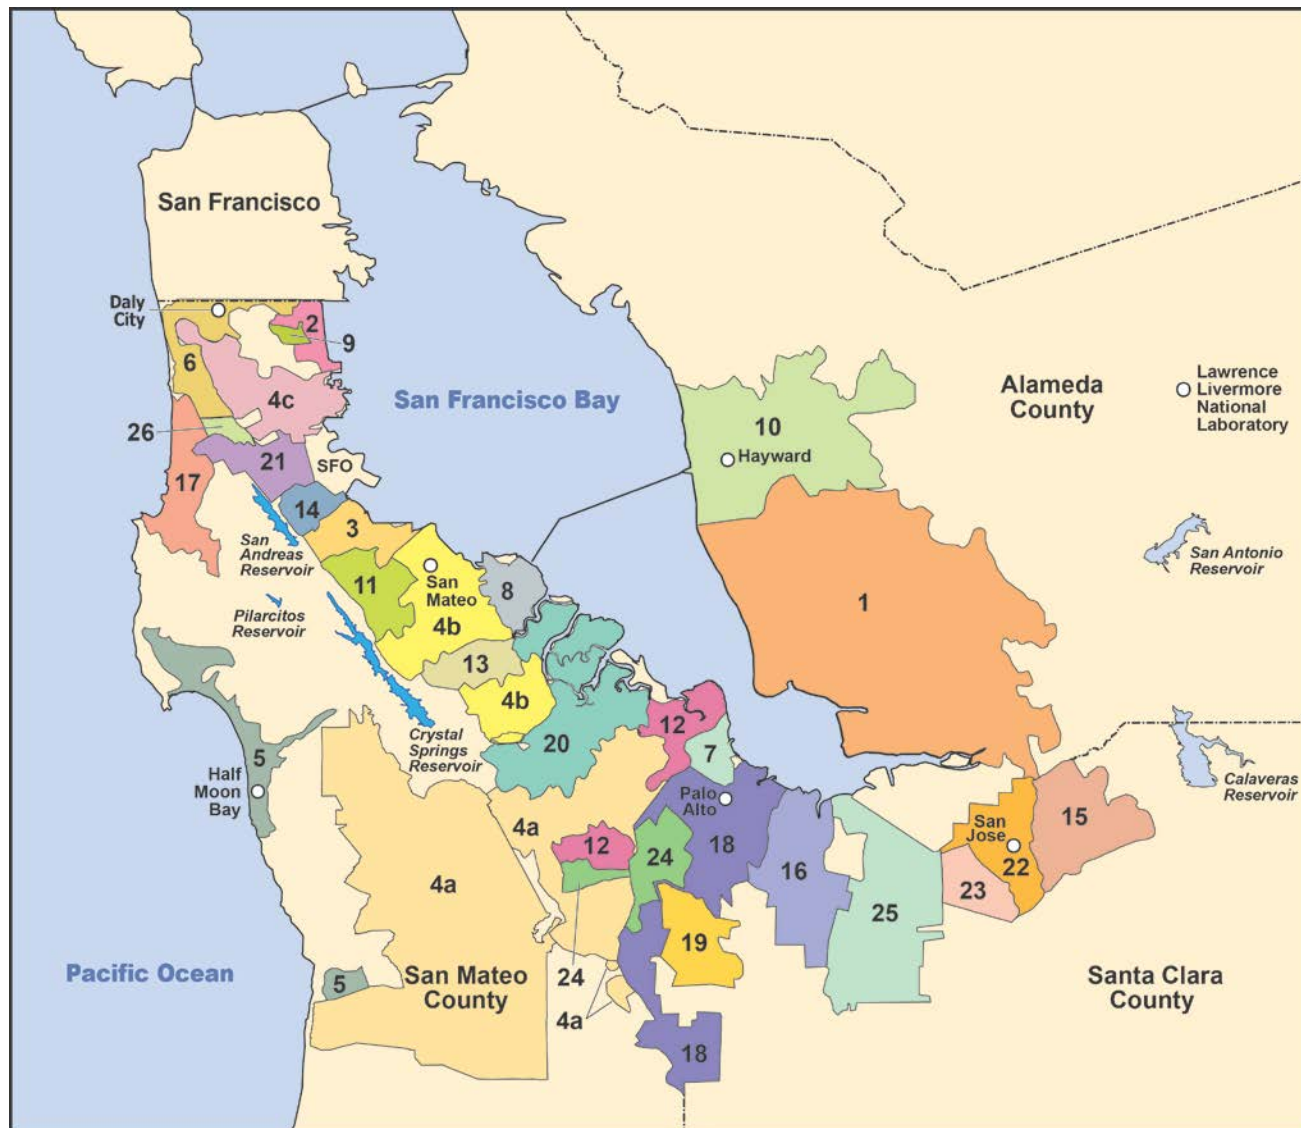 San Francisco
Daly
City
2
9
6
4c
San Francisco Bay
Alameda
County
Lawrence
Livermore
National
Laboratory
26
10
Hayward
21
SFO
17
14
3
San
Andreas
Reservoir
San Antonio
Reservoir
11
San
Mateo
8
1
Pilarcitos
Reservoir
4b
13
4b
12
Crystal
Springs
Reservoir
20
7
5
Half
Moon
Bay
Palo
Alto
Calaveras
Reservoir
4a
San
Jose
15
12
24
18
16
22
4a
23
25
19
Pacific Ocean
5
San Mateo
County
24
Santa Clara
County
4a
18